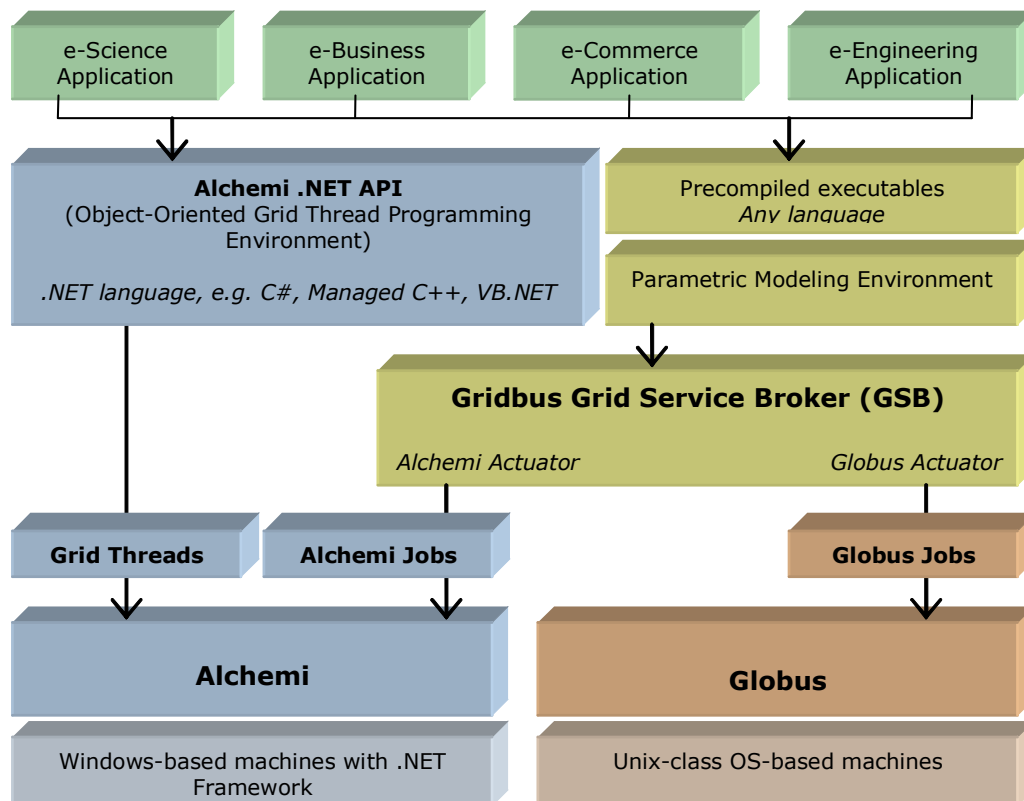 e-Science
Application
e-Business
Application
e-Commerce
Application
e-Engineering
Application
Alchemi .NET API
(Object-Oriented Grid Thread Programming
Environment)
.NET language, e.g. C#, Managed C++, VB.NET
Precompiled executables
Any language
Parametric Modeling Environment
Gridbus Grid Service Broker (GSB)
Alchemi Actuator
Globus Actuator
Grid Threads
Alchemi Jobs
Globus Jobs
Alchemi
Globus
Windows-based machines with .NET
Framework
Unix-class OS-based machines